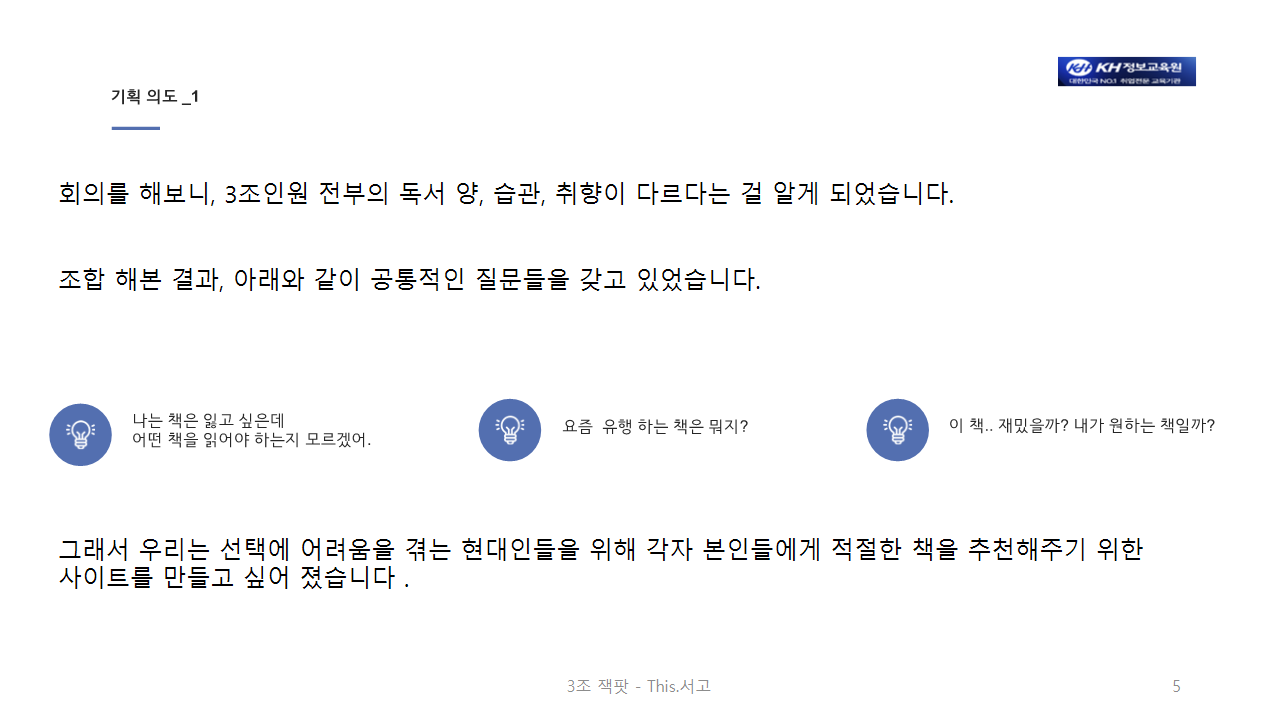 KH 정보교육원
대한민국 NO.1 취업전문 교육기관
기획 의도 _1
회의를 해보니, 3조인원 전부의 독서 양, 습관, 취향이 다르다는 걸 알게 되었습니다.
조합 해본 결과, 아래와 같이 공통적인 질문들을 갖고 있었습니다.
나는 책은 잃고 싶은데
어떤 책을 읽어야 하는지 모르겠어.
요즘  유행 하는 책은 뭐지?
이 책.. 재밌을까? 내가 원하는 책일까?
그래서 우리는 선택에 어려움을 겪는 현대인들을 위해 각자 본인들에게 적절한 책을 추천해주기 위한
사이트를 만들고 싶어 졌습니다 .
3조 잭팟 - This.서고
5